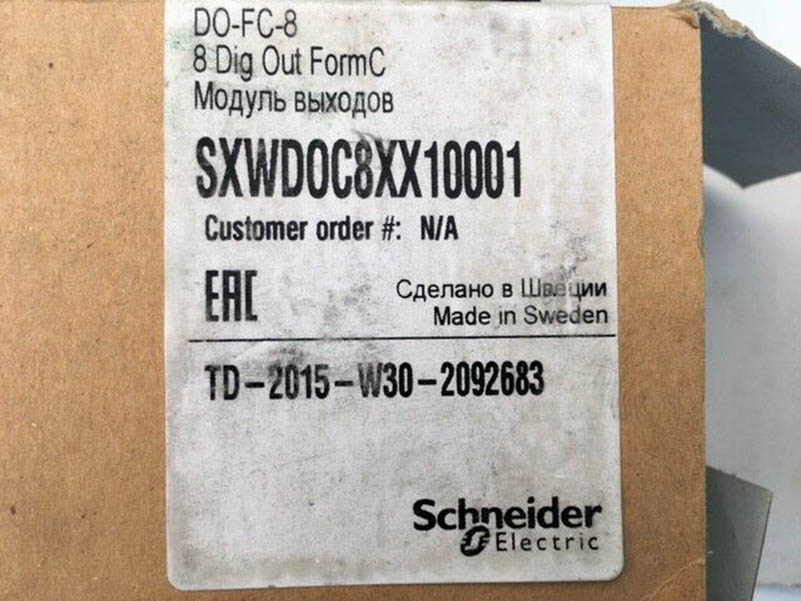 DO-FC-8
8 Dig Out FormC
Модуль выходов
SXWDOC8XX10001
Customer order #: N/A
EAC
Сделано в Швеции
Made in Sweden
TD-2015-W30-2092683
Schneider
Electric